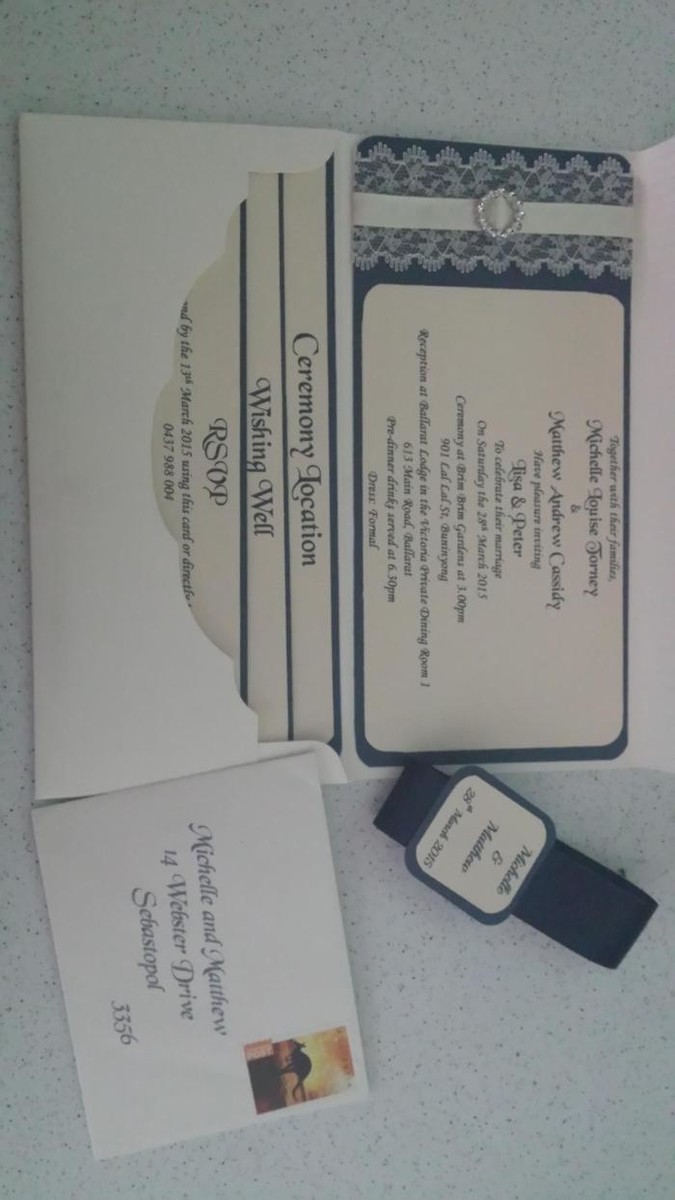 Together with their families,
Michelle Louise Torney
&
Matthew Andrew Cassidy
Have pleasure inviting
Lisa & Peter
To celebrate their marriage
On Saturday the 28th March 2015
Ceremony at Brim Brim Gardens at 3.00pm
901 Lal Lal St, Buninyong
Reception at Ballarat Lodge in the Victoria Private Dining Room 1
613 Main Road, Ballarat
Pre-dinner drinks served at 6.30pm
Dress: Formal
Ceremony Location
Wishing Well
RSVP
nd by the 13th March 2015 using this card or directly
0437 988 004
Michelle
&
Matthew
28th March 2015
Michelle and Matthew
14 Webster Drive
Sebastopol
3356